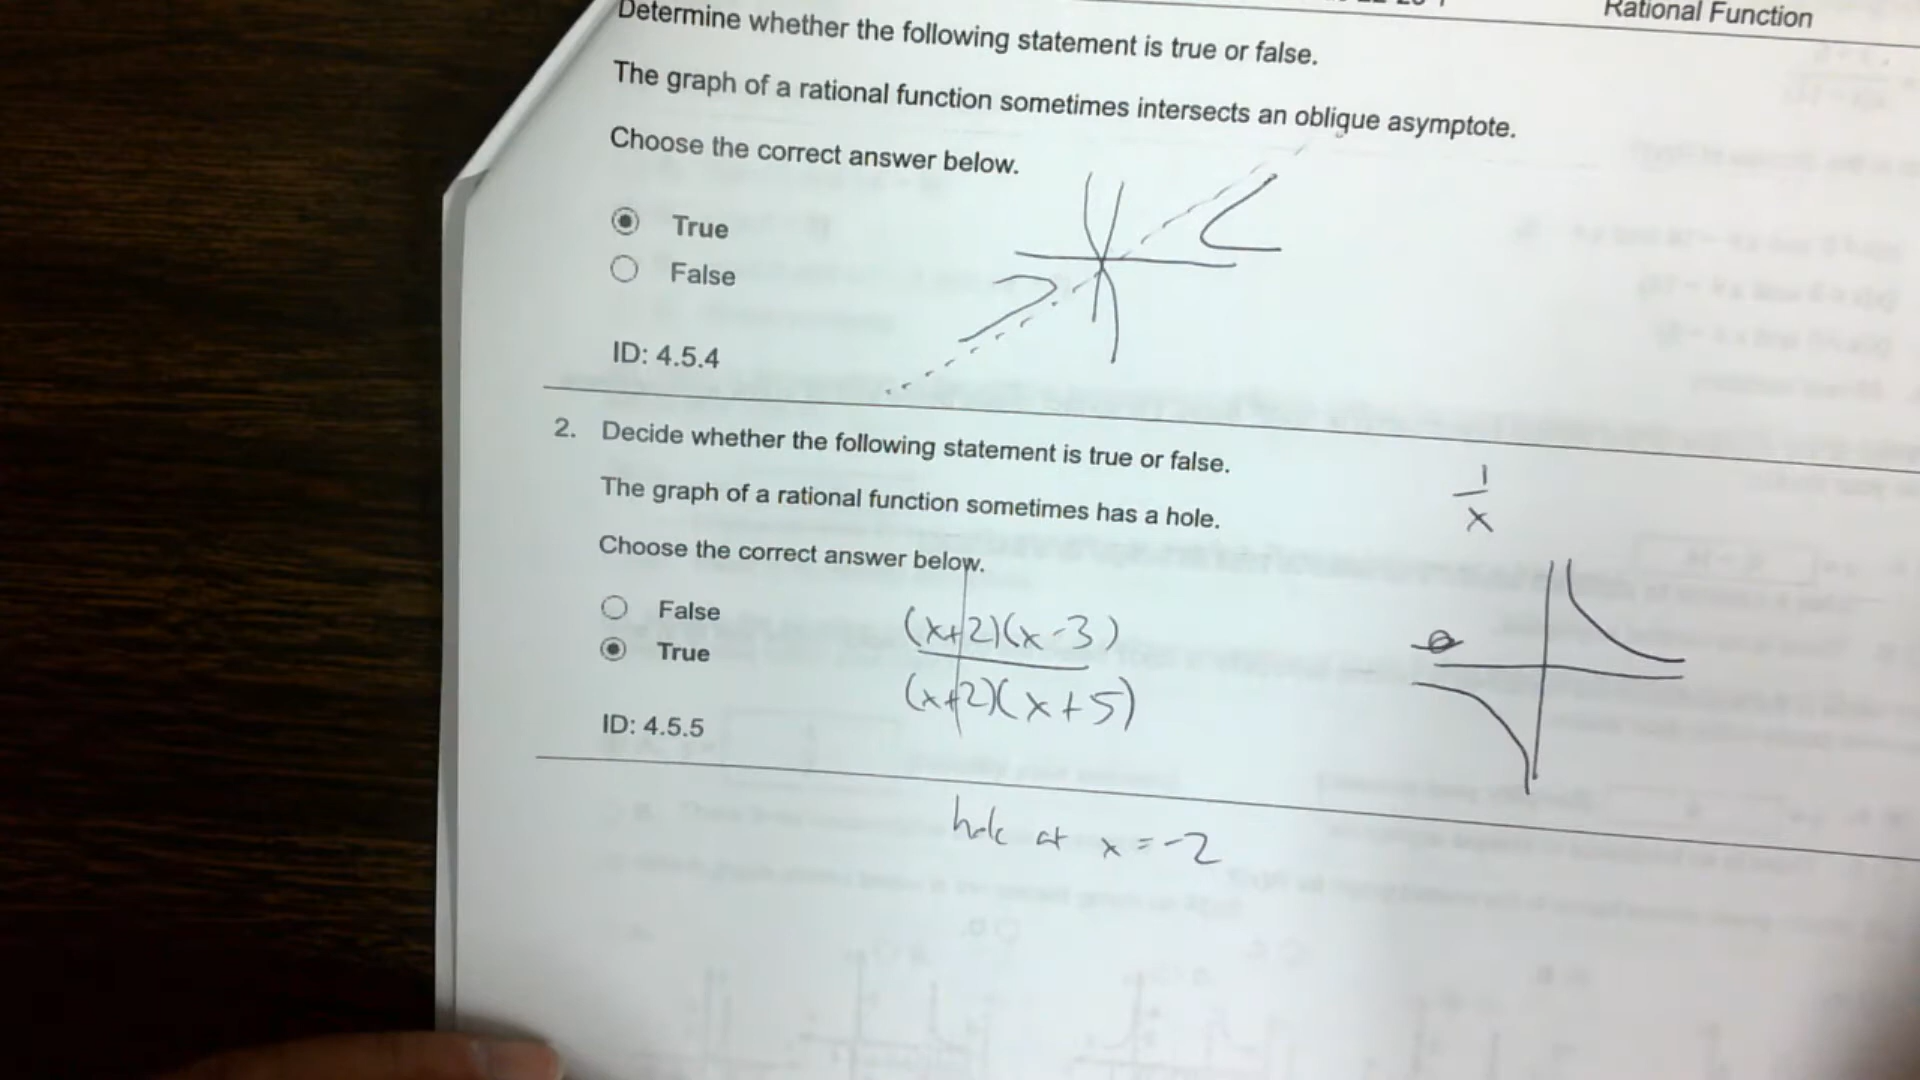 Rational Function
Determine whether the following statement is true or false.
The graph of a rational function sometimes intersects an oblique asymptote.
Choose the correct answer below.
True
False
ID: 4.5.4
2. Decide whether the following statement is true or false.
The graph of a rational function sometimes has a hole.
Choose the correct answer below.
False
True
ID: 4.5.5
1
x
(x+2)(x-3)
(x+2)(x+5)
hole at x = -2